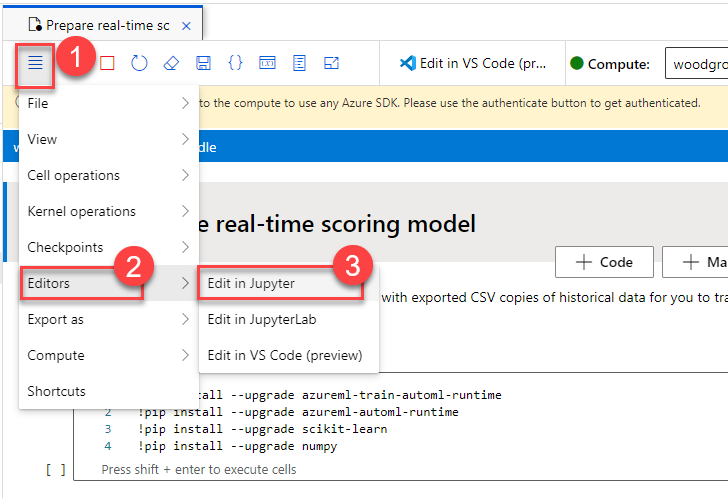 Prepare real-time sc ×
1
{} Edit in VS Code (pr... Compute: woodgro
to the compute to use any Azure SDK. Please use the authenticate button to get authenticated.
File
View
dle
Cell operations
Kernel operations
re real-time scoring model
Checkpoints
2
3
+ Code
+ Ma
Editors
Edit in Jupyter
with exported CSV copies of historical data for you to tra
Export as
Edit in JupyterLab
Compute
Edit in VS Code (preview)
Shortcuts
all --upgrade azureml-train-automl-runtime
2 !pip install --upgrade azureml-automl-runtime
3 !pip install --upgrade scikit-learn
4 !pip install --upgrade numpy
[ ] Press shift + enter to execute cells